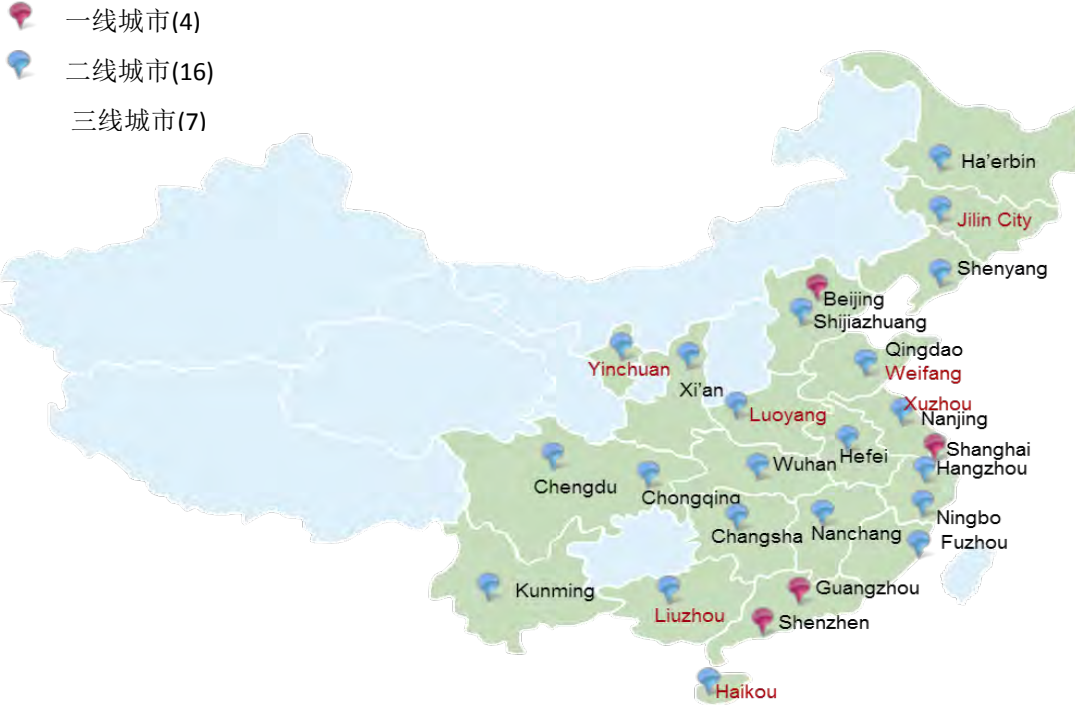 一线城市(4)
二线城市(16)
三线城市(7)
Ha'erbin
Jilin City
Shenyang
Beijing
Shijiazhuang
Qingdao
Yinchuan
Weifang
Xi'an
Xuzhou
Luoyang
Nanjing
Shanghai
Hefei
Wuhan
Hangzhou
Chengdu
Chongqing
Ningbo
Changsha
Nanchang
Fuzhou
Kunming
Guangzhou
Liuzhou
Shenzhen
Haikou